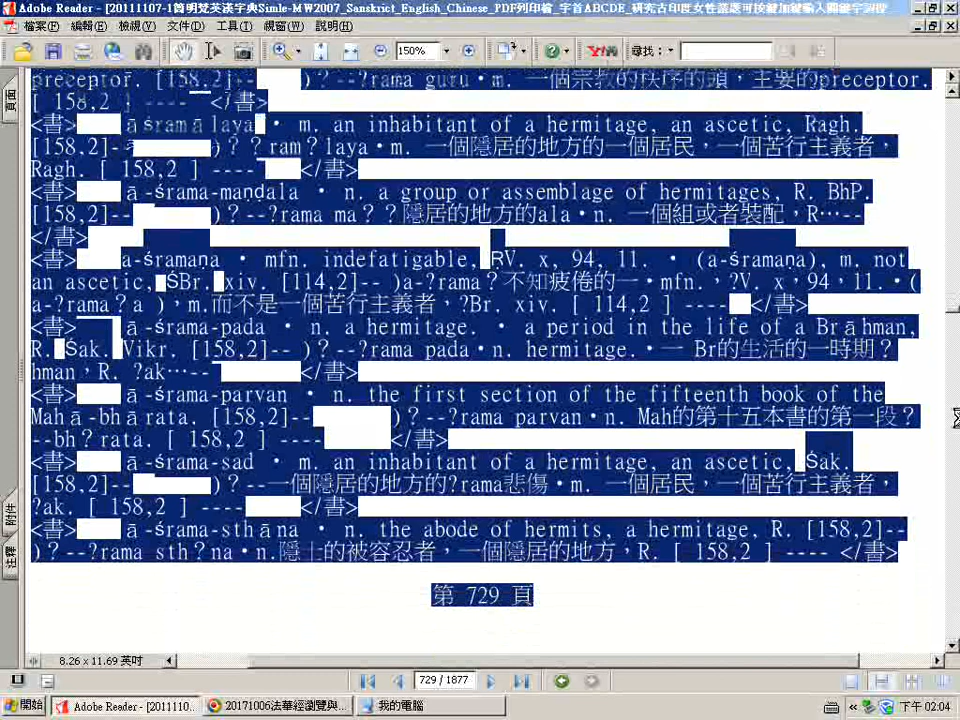 Adobe Reader - [20111107-1簡明梵英漢字典Simle-MW2007_Sanskrict_English_Chinese_PDF列印檔_字首ABCDE_研究古印度女性議題可按熱鍵輸入關鍵字詞搜
檔案(F) 編輯(E) 檢視(V) 文件(D) 工具(T) 視窗(W) 說明(H)
150% 尋找：
頁面
preceptor. [158,2]-- )？--?rama guru‧m. 一個宗教的秩序的頭，主要的preceptor.
[ 158,2 ] ---- </書>
<書> āśramālaya ‧ m. an inhabitant of a hermitage, an ascetic, Ragh.
[158,2]-- )？？ram？laya‧m. 一個隱居的地方的一個居民，一個苦行主義者，
Ragh. [ 158,2 ] ---- </書>
<書> ā-śrama-maṇḍala ‧ n. a group or assemblage of hermitages, R. BhP.
[158,2]-- )？--?rama ma？？隱居的地方的ala‧n. 一個組或者裝配，R…--
</書>
<書> a-śramaṇa ‧ mfn. indefatigable, RV. x, 94, 11. ‧ (a-śramaṇa), m. not
an ascetic, ŚBr. xiv. [114,2]-- )a-?rama？不知疲倦的一‧mfn.，?V. x，94，11.‧(
a-?rama？a )，m.而不是一個苦行主義者，?Br. xiv. [ 114,2 ] ---- </書>
<書> ā-śrama-pada ‧ n. a hermitage. ‧ a period in the life of a Brāhman,
R. Śak. Vikr. [158,2]-- )？--?rama pada‧n. hermitage.‧一 Br的生活的一時期？
hman，R. ?ak…-- </書>
<書> ā-śrama-parvan ‧ n. the first section of the fifteenth book of the
Mahā-bhārata. [158,2]-- )？--?rama parvan‧n. Mah的第十五本書的第一段？
--bh？rata. [ 158,2 ] ---- </書>
<書> ā-śrama-sad ‧ m. an inhabitant of a hermitage, an ascetic, Śak.
[158,2]-- )？--一個隱居的地方的?rama悲傷‧m. 一個居民，一個苦行主義者，
?ak. [ 158,2 ] ---- </書>
<書> ā-śrama-sthāna ‧ n. the abode of hermits, a hermitage, R. [158,2]--
)？--?rama sth？na‧n.隱士的被容忍者，一個隱居的地方，R. [ 158,2 ] ---- </書>
第 729 頁
附件
注釋
8.26 x 11.69 英吋
729 / 1877
開始 Adobe Reader - [2011110... 20171006法華經瀏覽與... 我的電腦 下午 02:04